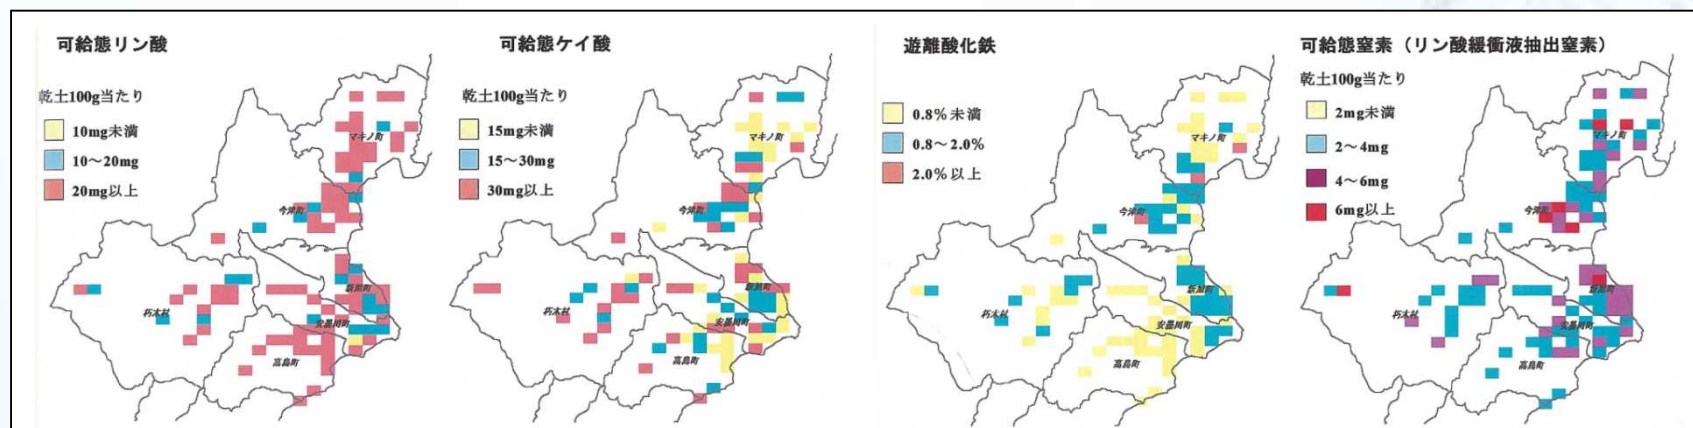 可給態リン酸
乾土100g当たり
10mg未満
10～20mg
20mg以上
マキノ町
今津町
新旭町
朽木村
安曇川町
高島町
可給態ケイ酸
乾土100g当たり
15mg未満
15～30mg
30mg以上
マキノ町
今津町
新旭町
朽木村
安曇川町
高島町
遊離酸化鉄
0.8%未満
0.8～2.0%
2.0%以上
マキノ町
今津町
新旭町
朽木村
安曇川町
高島町
可給態窒素（リン酸緩衝液抽出窒素）
乾土100g当たり
2mg未満
2～4mg
4～6mg
6mg以上
マキノ町
今津町
新旭町
朽木村
安曇川町
高島町